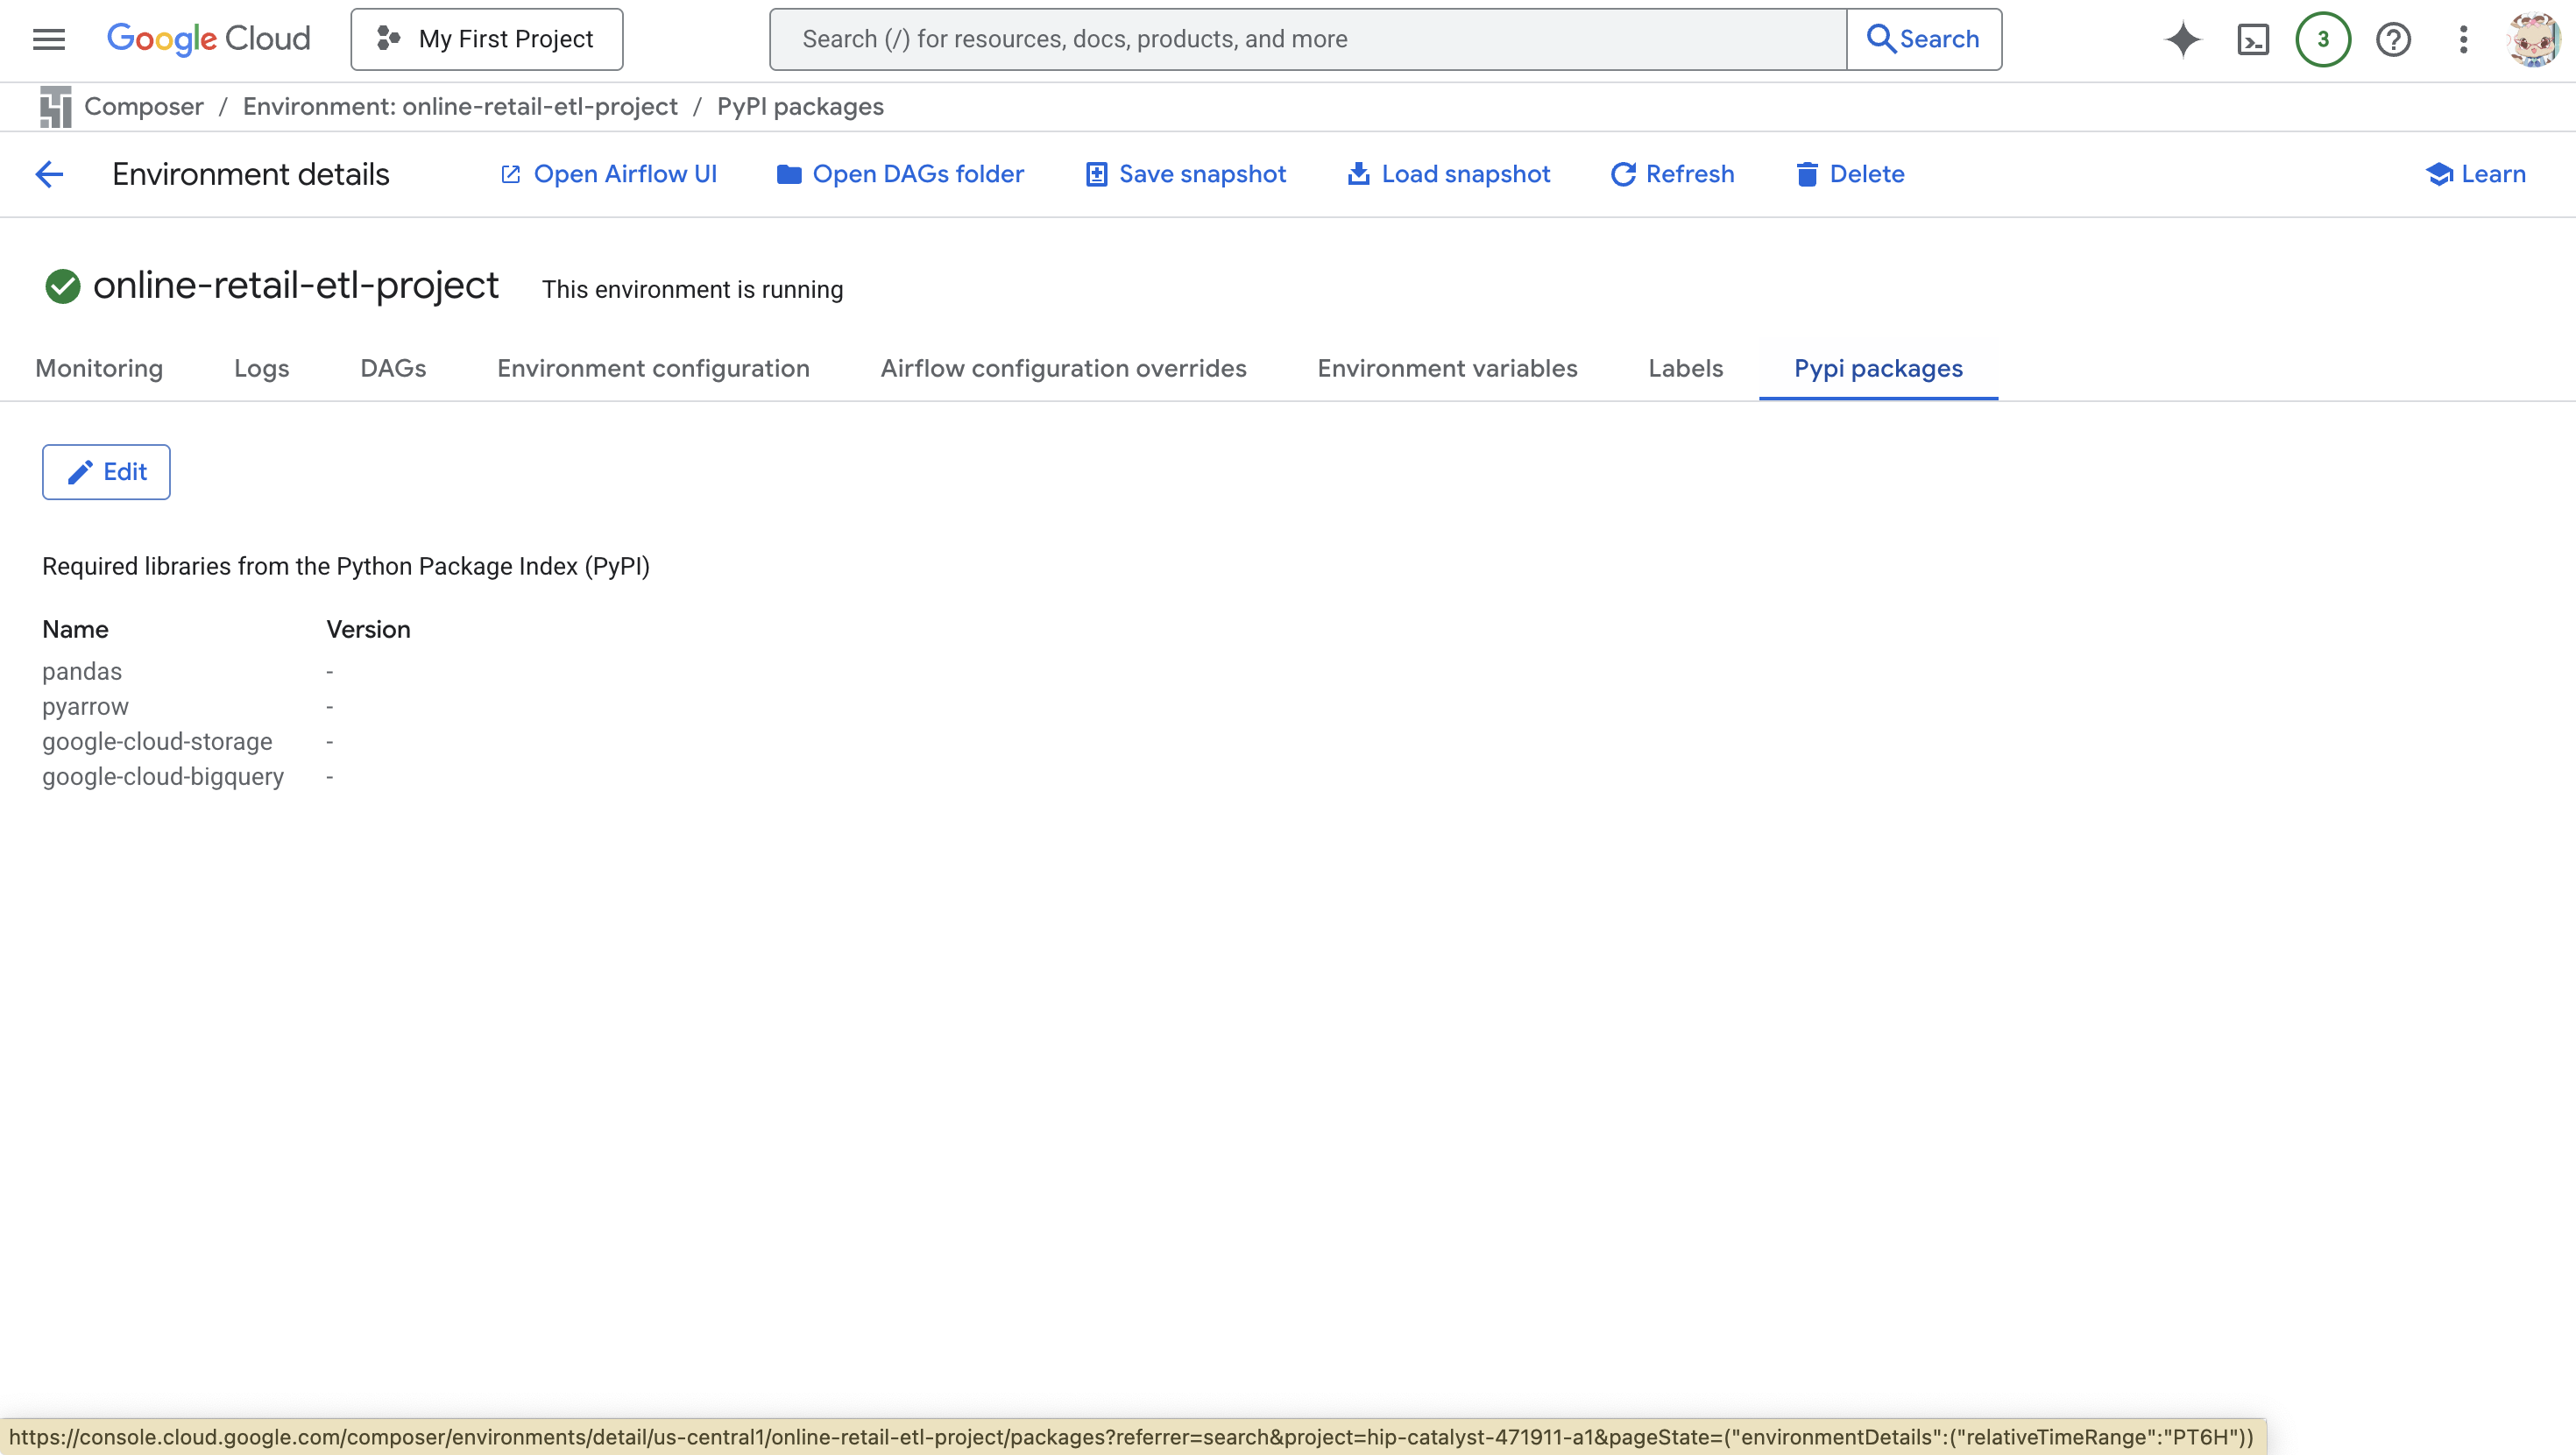 Google Cloud
My First Project
Search (/) for resources, docs, products, and more
Search
3
Composer / Environment: online-retail-etl-project / PyPI packages
Environment details
Open Airflow UI
Open DAGs folder
Save snapshot
Load snapshot
Refresh
Delete
Learn
online-retail-etl-project
This environment is running
Monitoring
Logs
DAGs
Environment configuration
Airflow configuration overrides
Environment variables
Labels
Pypi packages
Edit
Required libraries from the Python Package Index (PyPI)
Name Version
pandas -
pyarrow -
google-cloud-storage -
google-cloud-bigquery -
https://console.cloud.google.com/composer/environments/detail/us-central1/online-retail-etl-project/packages?referrer=search&project=hip-catalyst-471911-a1&pageState=("environmentDetails":("relativeTimeRange":"PT6H"))